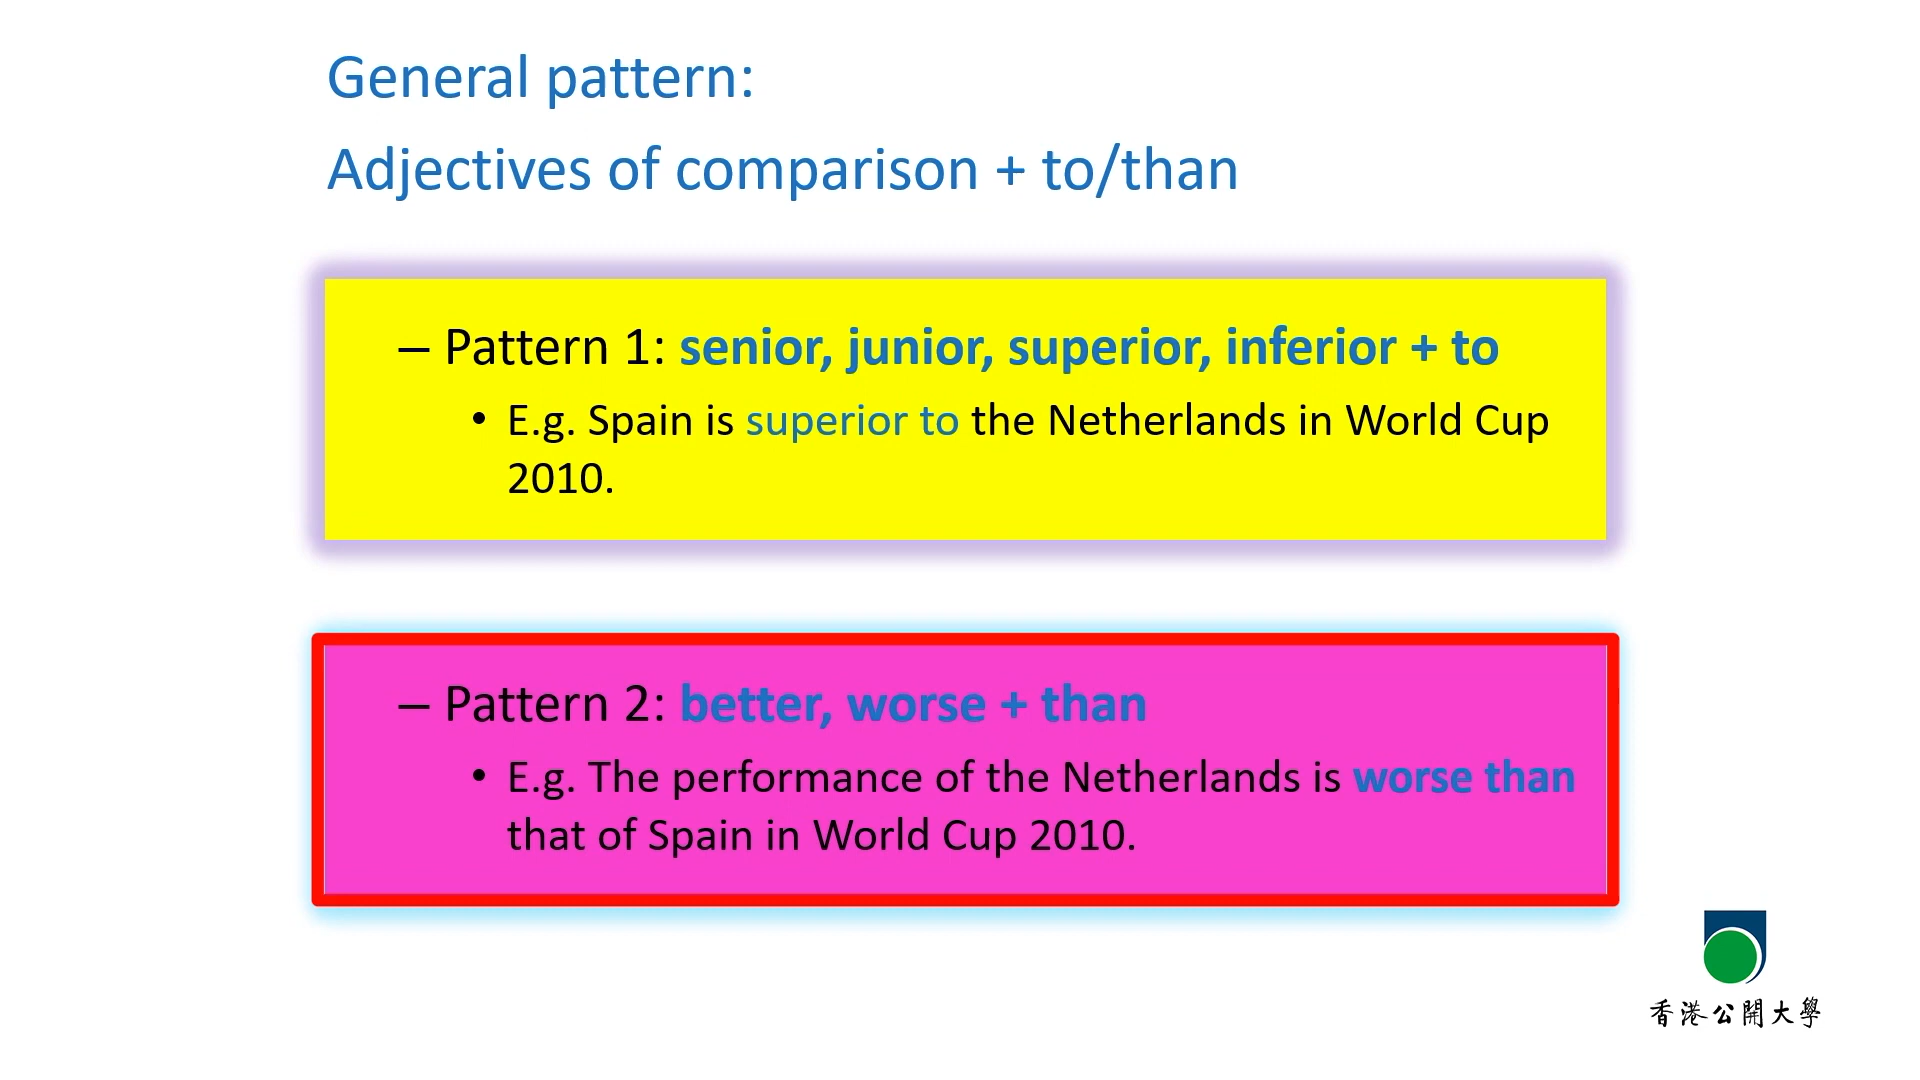 General pattern:
Adjectives of comparison + to/than
– Pattern 1: senior, junior, superior, inferior + to
• E.g. Spain is superior to the Netherlands in World Cup
2010.
– Pattern 2: better, worse + than
• E.g. The performance of the Netherlands is worse than
that of Spain in World Cup 2010.
香港公開大學